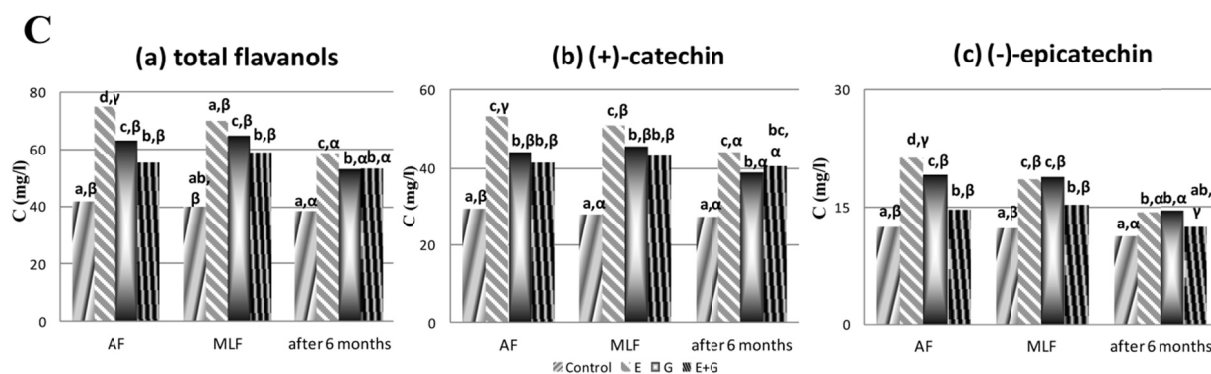 C
(a) total flavanols
80
60
40
20
0
C (mg/l)
a,β
d,γ
c,β
b,β
ab,
β
a,β
c,β
b,β
a,α
c,α
b,α
b,α
AF
MLF
after 6 months
(b) (+)-catechin
60
40
20
0
C (mg/l)
a,β
c,γ
b,β
b,β
a,α
c,β
b,β
b,β
a,α
c,α
b,α
bc,
α
AF
MLF
after 6 months
(c) (-)-epicatechin
30
15
0
C (mg/l)
a,β
d,γ
c,β
b,β
a,β
c,β
c,β
b,β
a,α
b,α
b,α
ab,
γ
AF
MLF
after 6 months
Control E G E+G